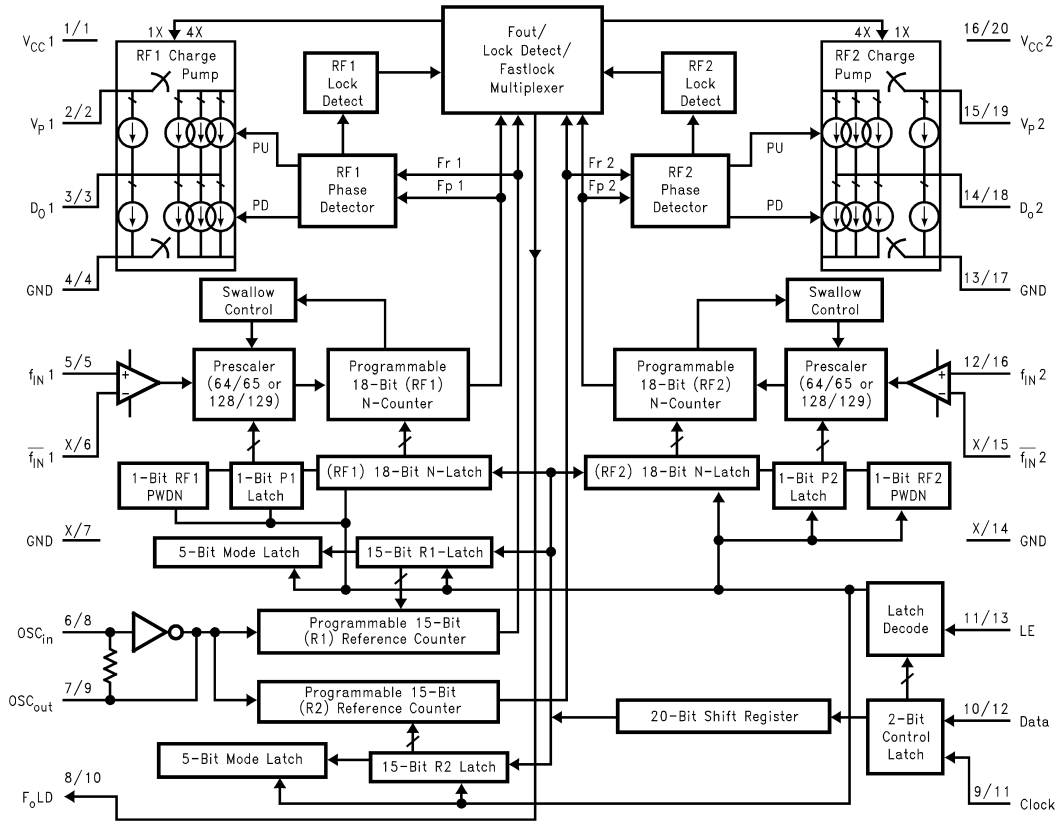 1/1
V_CC 1
1X 4X
RF1 Charge
Pump
2/2
V_P 1
3/3
D_O 1
4/4
GND
PU
PD
RF1
Lock
Detect
RF1
Phase
Detector
Fout/
Lock Detect/
Fastlock
Multiplexer
Fr 1
Fp 1
Fr 2
Fp 2
RF2
Lock
Detect
RF2
Phase
Detector
PU
PD
4X 1X
RF2 Charge
Pump
16/20
V_CC 2
15/19
V_P 2
14/18
D_o 2
13/17
GND
Swallow
Control
5/5
f_IN 1
+
−
X/6
f̅_IN 1
Prescaler
(64/65 or
128/129)
Programmable
18-Bit (RF1)
N-Counter
Swallow
Control
Programmable
18-Bit (RF2)
N-Counter
Prescaler
(64/65 or
128/129)
+
−
12/16
f_IN 2
X/15
f̅_IN 2
1-Bit RF1
PWDN
1-Bit P1
Latch
(RF1) 18-Bit N-Latch
(RF2) 18-Bit N-Latch
1-Bit P2
Latch
1-Bit RF2
PWDN
X/7
GND
X/14
GND
5-Bit Mode Latch
15-Bit R1-Latch
6/8
OSC_in
Programmable 15-Bit
(R1) Reference Counter
Latch
Decode
11/13
LE
7/9
OSC_out
Programmable 15-Bit
(R2) Reference Counter
20-Bit Shift Register
2-Bit
Control
Latch
10/12
Data
9/11
Clock
5-Bit Mode Latch
15-Bit R2 Latch
8/10
F_oLD